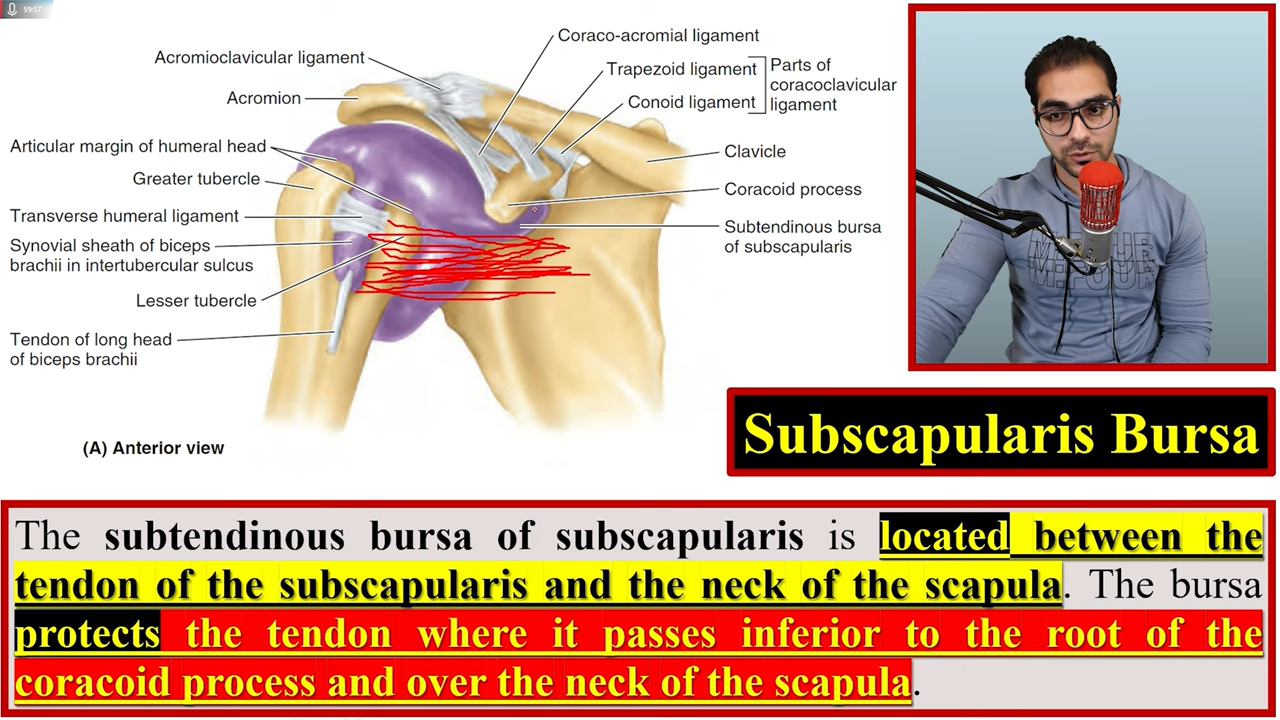 59:57
Coraco-acromial ligament
Acromioclavicular ligament
Trapezoid ligament
Parts of
coracoclavicular
ligament
Acromion
Conoid ligament
Articular margin of humeral head
Clavicle
Greater tubercle
Coracoid process
Transverse humeral ligament
Subtendinous bursa
of subscapularis
Synovial sheath of biceps
brachii in intertubercular sulcus
Lesser tubercle
Tendon of long head
of biceps brachii
(A) Anterior view
Subscapularis Bursa
The subtendinous bursa of subscapularis is located between the
tendon of the subscapularis and the neck of the scapula. The bursa
protects the tendon where it passes inferior to the root of the
coracoid process and over the neck of the scapula.